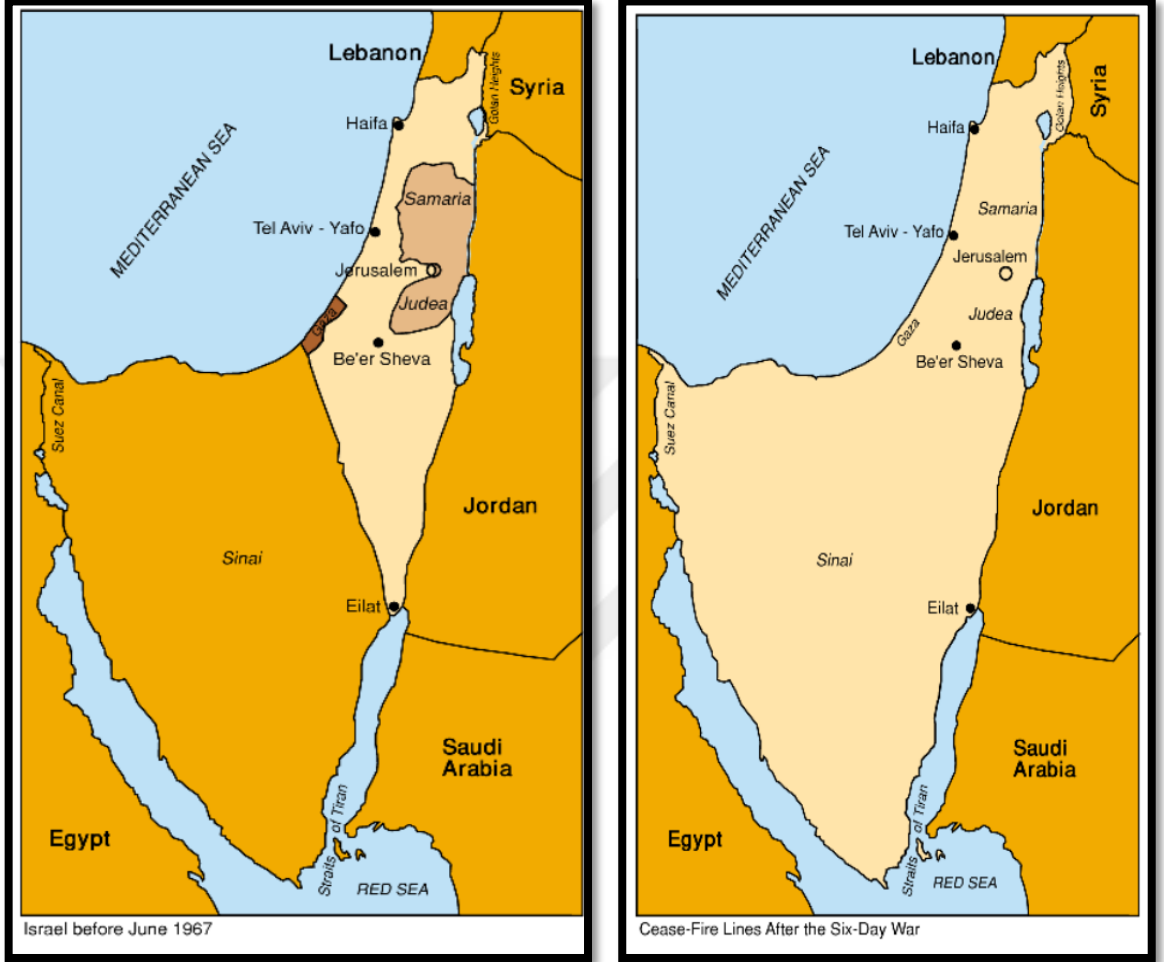 Lebanon
Syria
Golan Heights
Haifa
MEDITERRANEAN SEA
Samaria
Tel Aviv - Yafo
Jerusalem
Judea
Gaza
Be'er Sheva
Suez Canal
Jordan
Sinai
Eilat
Saudi
Arabia
Egypt
Straits of Tiran
RED SEA
Israel before June 1967
Lebanon
Syria
Golan Heights
Haifa
MEDITERRANEAN SEA
Samaria
Tel Aviv - Yafo
Jerusalem
Judea
Gaza
Be'er Sheva
Suez Canal
Jordan
Sinai
Eilat
Saudi
Arabia
Egypt
Straits of Tiran
RED SEA
Cease-Fire Lines After the Six-Day War